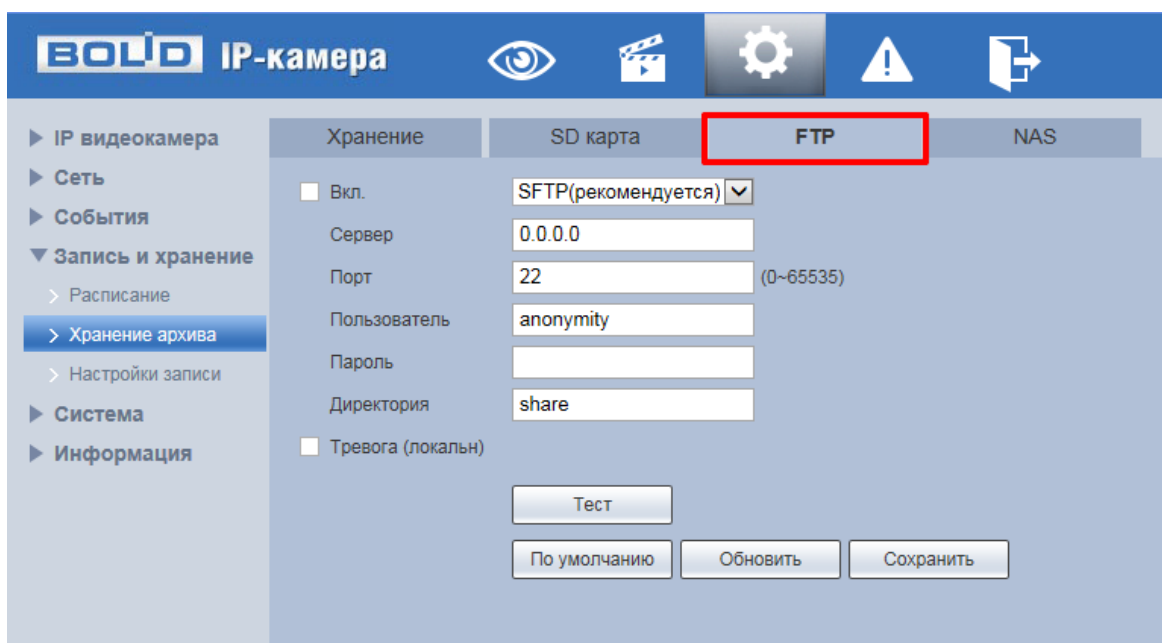 BOLID IP-камера
IP видеокамера
Сеть
События
Запись и хранение
Расписание
Хранение архива
Настройки записи
Система
Информация
Хранение SD карта FTP NAS
Вкл. SFTP(рекомендуется)
Сервер 0.0.0.0
Порт 22 (0~65535)
Пользователь anonymity
Пароль
Директория share
Тревога (локальн)
Тест
По умолчанию Обновить Сохранить